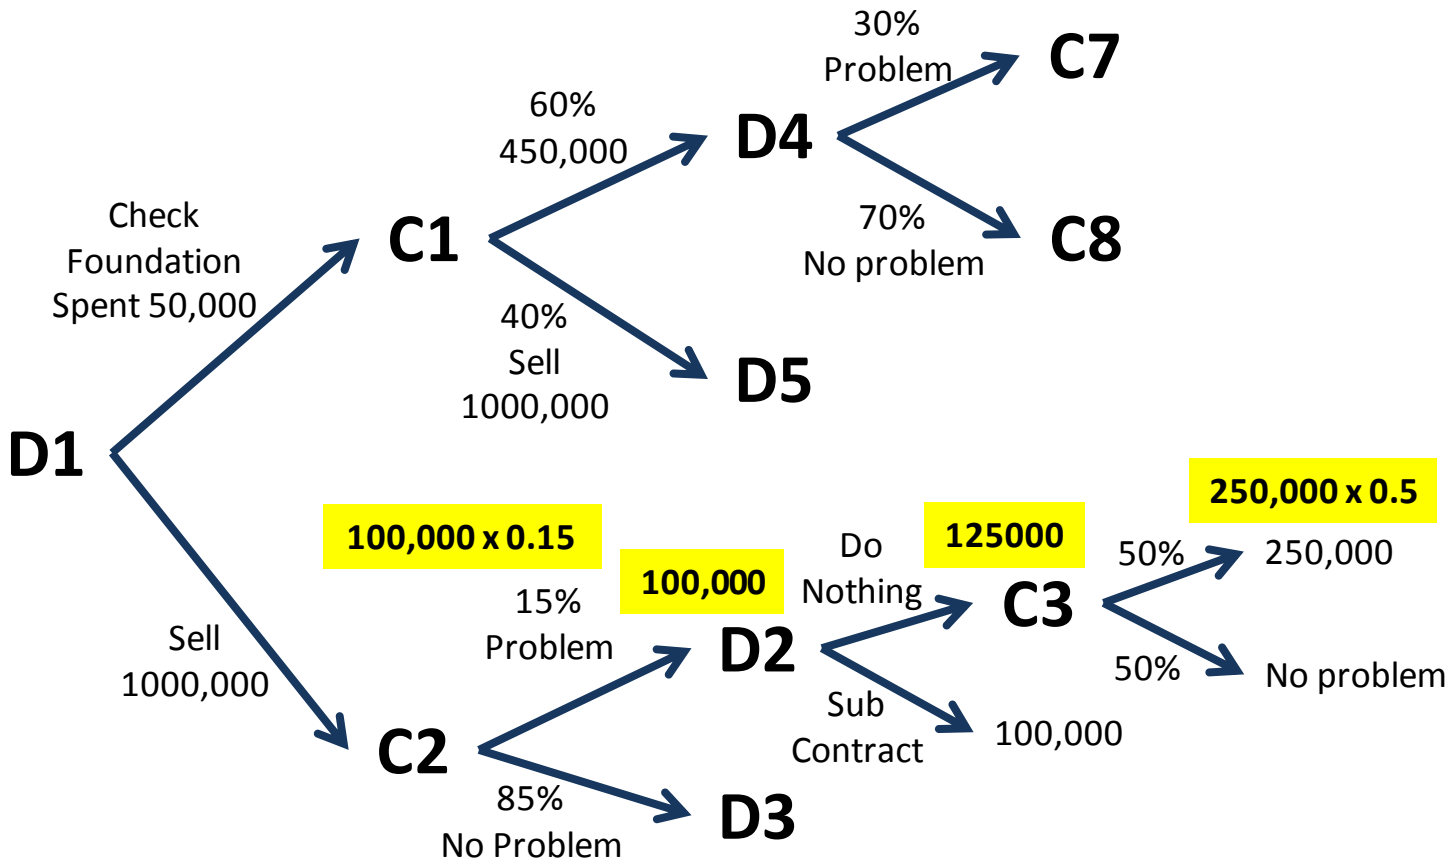 30%
Problem
C7
60%
450,000
D4
70%
No problem
C8
Check
Foundation
Spent 50,000
C1
40%
Sell
1000,000
D5
D1
Sell
1000,000
100,000 x 0.15
15%
Problem
100,000
D2
Do
Nothing
125000
C3
250,000 x 0.5
50%
250,000
50%
No problem
Sub
Contract
100,000
C2
85%
No Problem
D3